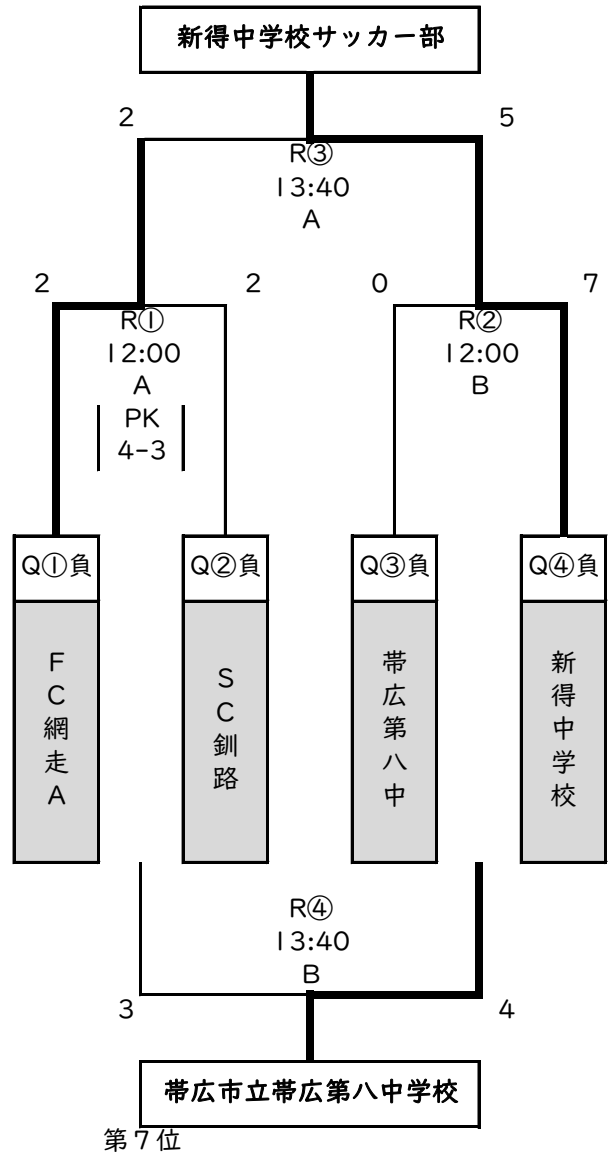 新得中学校サッカー部
2 5
R③
13:40
A
2 2 0 7
R① R②
12:00 12:00
A B
PK
4-3
Q①負 Q②負 Q③負 Q④負
FC網走A
SC釧路
帯広第八中
新得中学校
R④
13:40
B
3 4
帯広市立帯広第八中学校
第7位